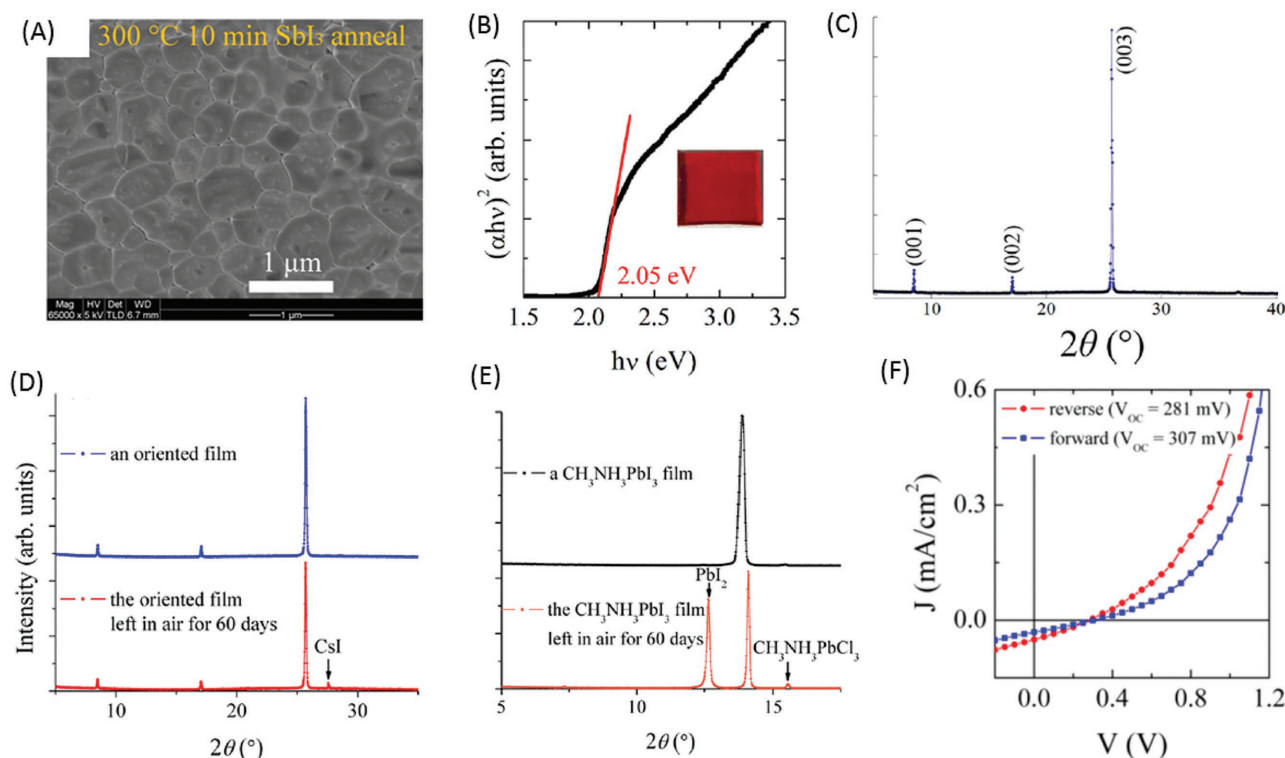 (A)
300 °C 10 min SbI₃ anneal
1 μm
Mag HV Det WD
65000 x 5 kV TLD 6.7 mm 1 μm
(B)
(αhν)² (arb. units)
2.05 eV
1.5 2.0 2.5 3.0 3.5
hν (eV)
(C)
(001)
(002)
(003)
10 20 30 40
2θ (°)
(D)
Intensity (arb. units)
an oriented film
the oriented film
left in air for 60 days
CsI
10 20 30
2θ (°)
(E)
a CH₃NH₃PbI₃ film
PbI₂
the CH₃NH₃PbI₃ film
left in air for 60 days
CH₃NH₃PbCl₃
5 10 15
2θ (°)
(F)
J (mA/cm²)
0.6
reverse (V_OC = 281 mV)
forward (V_OC = 307 mV)
0.3
0.0
0.0 0.4 0.8 1.2
V (V)